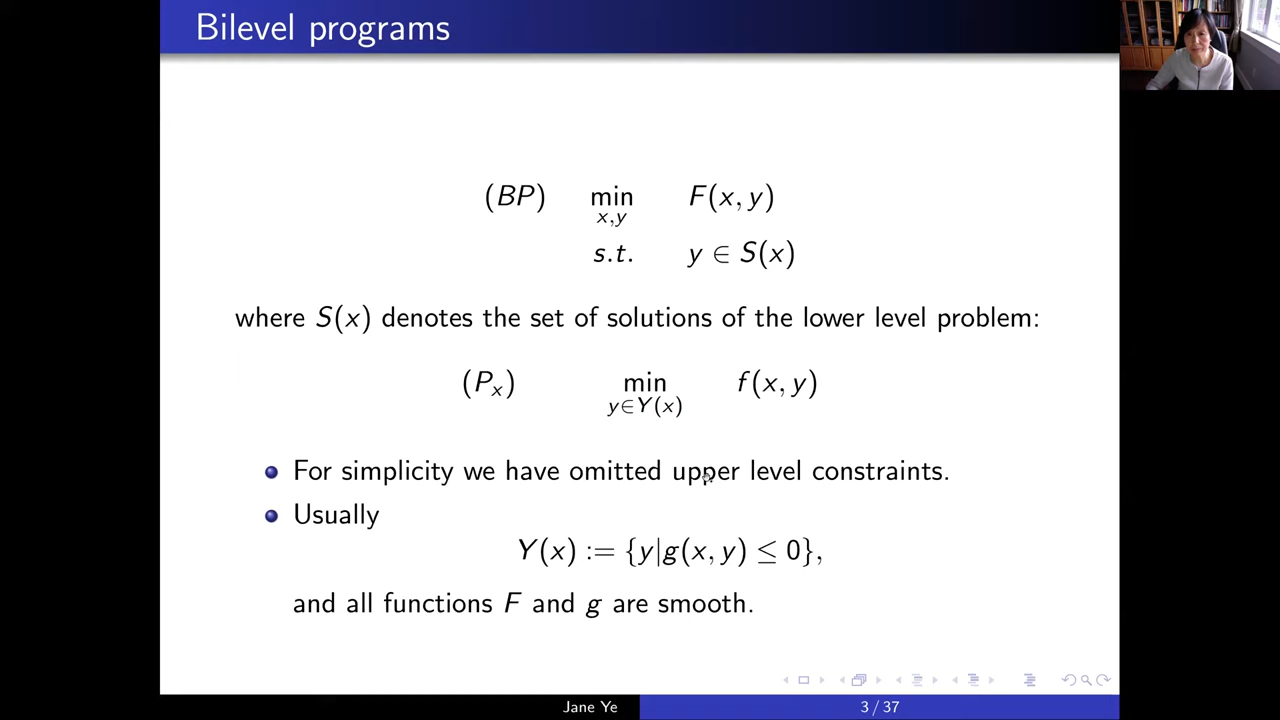 Bilevel programs
(BP) min F(x, y)
x,y
s.t. y ∈ S(x)
where S(x) denotes the set of solutions of the lower level problem:
(Pₓ) min f(x, y)
y∈Y(x)
For simplicity we have omitted upper level constraints.
Usually
Y(x) := {y|g(x, y) ≤ 0},
and all functions F and g are smooth.
Jane Ye 3 / 37